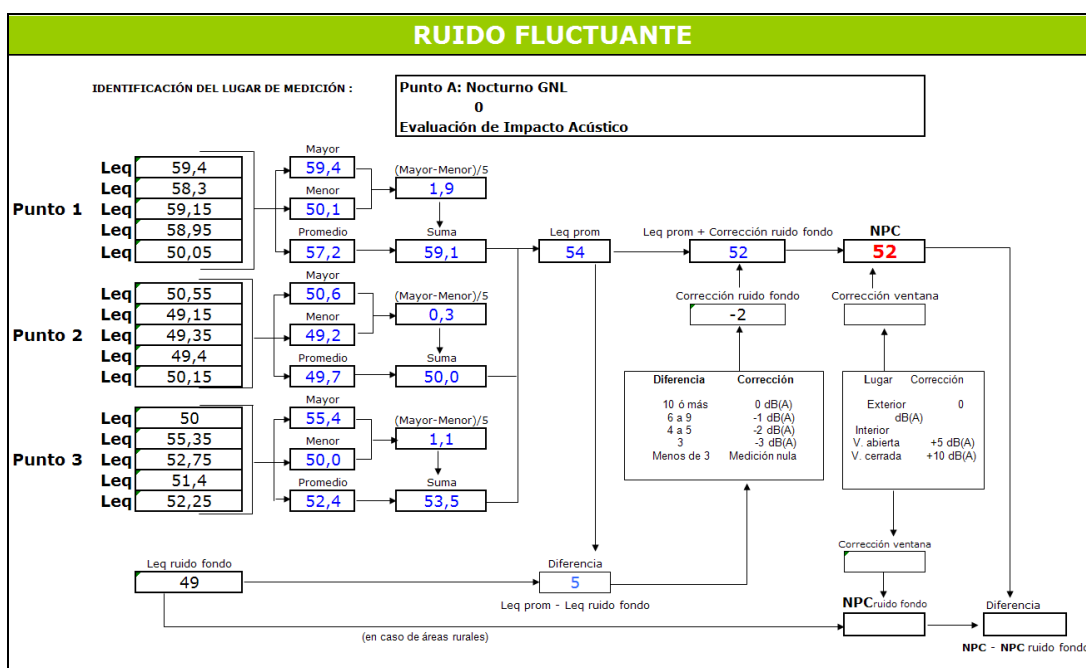 RUIDO FLUCTUANTE
IDENTIFICACIÓN DEL LUGAR DE MEDICIÓN :
Punto A: Nocturno GNL
0
Evaluación de Impacto Acústico
Punto 1
Leq 59,4
Leq 58,3
Leq 59,15
Leq 58,95
Leq 50,05
Mayor
59,4
Menor
50,1
Promedio
57,2
(Mayor-Menor)/5
1,9
Suma
59,1
Punto 2
Leq 50,55
Leq 49,15
Leq 49,35
Leq 49,4
Leq 50,15
Mayor
50,6
Menor
49,2
Promedio
49,7
(Mayor-Menor)/5
0,3
Suma
50,0
Punto 3
Leq 50
Leq 55,35
Leq 52,75
Leq 51,4
Leq 52,25
Mayor
55,4
Menor
50,0
Promedio
52,4
(Mayor-Menor)/5
1,1
Suma
53,5
Leq prom
54
Leq prom + Corrección ruido fondo
52
NPC
52
Corrección ruido fondo
-2
Corrección ventana
Diferencia Corrección
10 ó más 0 dB(A)
6 a 9 -1 dB(A)
4 a 5 -2 dB(A)
3 -3 dB(A)
Menos de 3 Medición nula
Lugar Corrección
Exterior 0
dB(A)
Interior
V. abierta +5 dB(A)
V. cerrada +10 dB(A)
Corrección ventana
Leq ruido fondo
49
Diferencia
5
Leq prom - Leq ruido fondo
(en caso de áreas rurales)
NPC ruido fondo
Diferencia
NPC - NPC ruido fondo